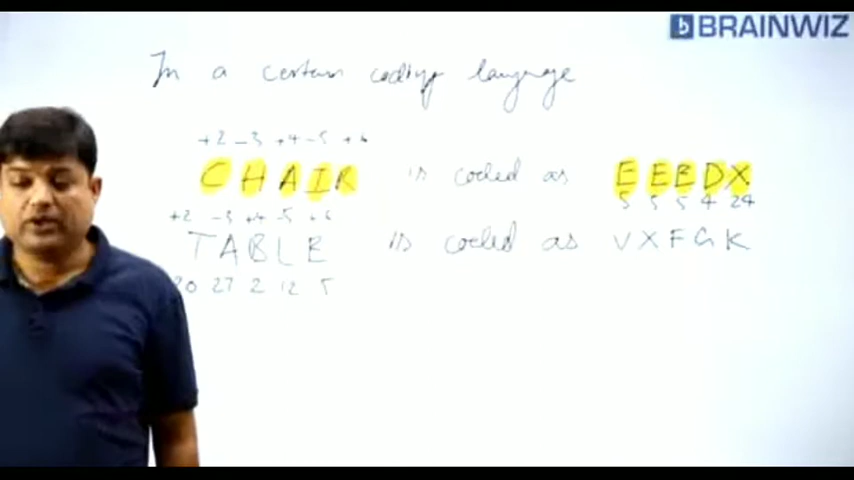 BRAINWIZ
In a certain coding language
+2 -3 +4 -5 +6
CHAIR is coded as EEEDX
5 5 5 4 24
+2 -3 +4 -5 +6
TABLE is coded as VXFGK
20 27 2 12 5